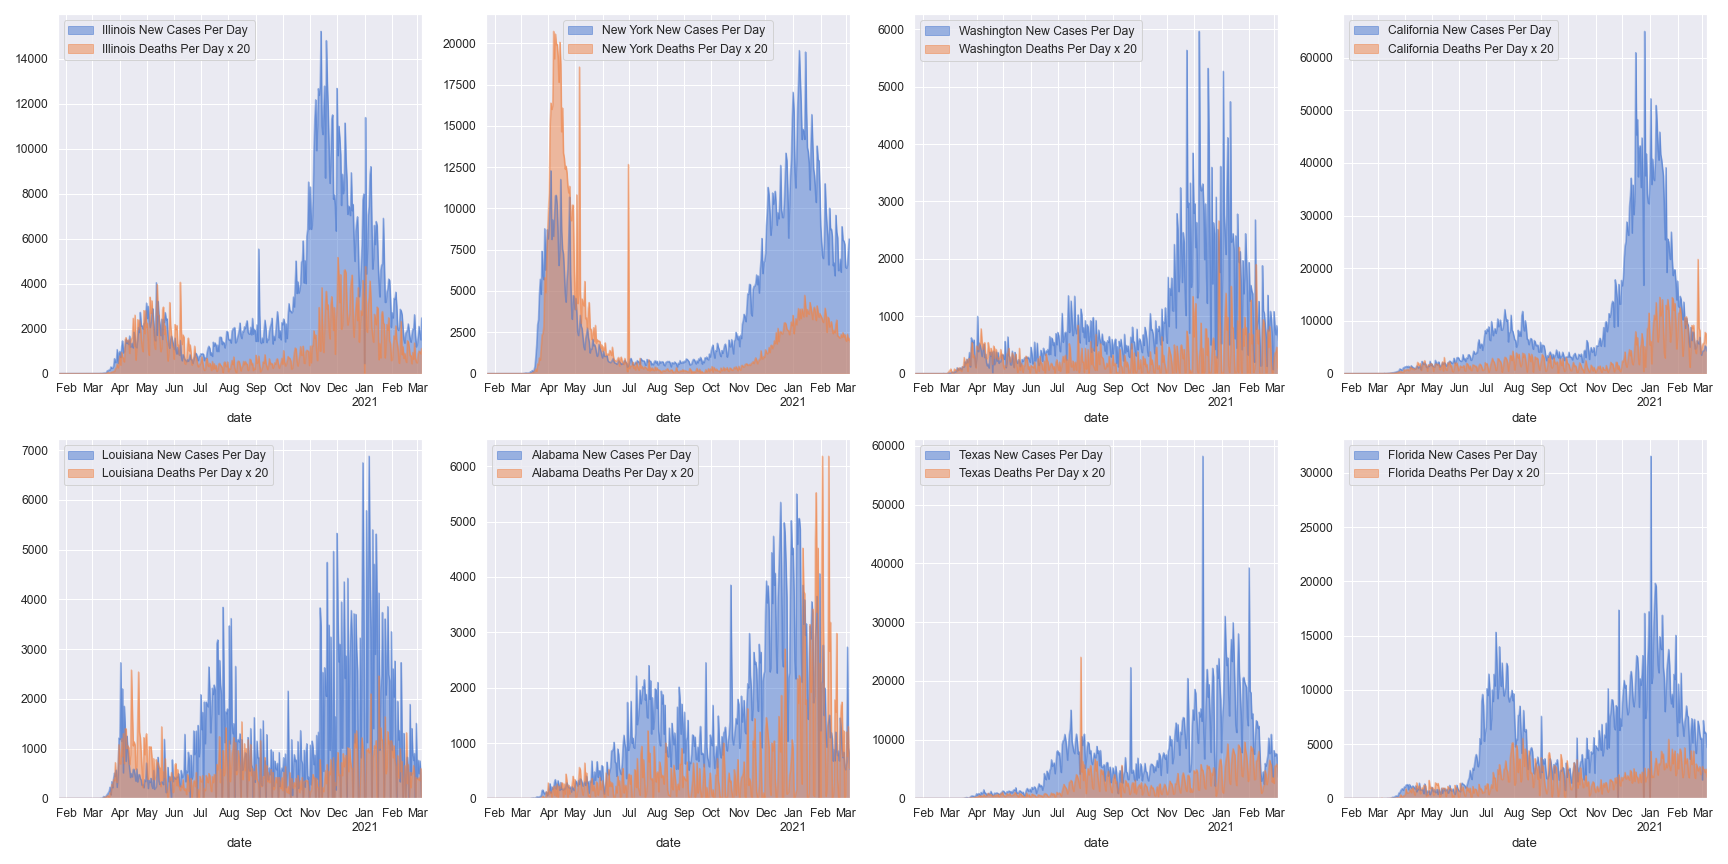 Illinois New Cases Per Day
Illinois Deaths Per Day x 20
14000
12000
10000
8000
6000
4000
2000
0
Feb Mar Apr May Jun Jul Aug Sep Oct Nov Dec Jan Feb Mar
2021
date
New York New Cases Per Day
New York Deaths Per Day x 20
20000
17500
15000
12500
10000
7500
5000
2500
0
Feb Mar Apr May Jun Jul Aug Sep Oct Nov Dec Jan Feb Mar
2021
date
Washington New Cases Per Day
Washington Deaths Per Day x 20
6000
5000
4000
3000
2000
1000
0
Feb Mar Apr May Jun Jul Aug Sep Oct Nov Dec Jan Feb Mar
2021
date
California New Cases Per Day
California Deaths Per Day x 20
60000
50000
40000
30000
20000
10000
0
Feb Mar Apr May Jun Jul Aug Sep Oct Nov Dec Jan Feb Mar
2021
date
Louisiana New Cases Per Day
Louisiana Deaths Per Day x 20
7000
6000
5000
4000
3000
2000
1000
0
Feb Mar Apr May Jun Jul Aug Sep Oct Nov Dec Jan Feb Mar
2021
date
Alabama New Cases Per Day
Alabama Deaths Per Day x 20
6000
5000
4000
3000
2000
1000
0
Feb Mar Apr May Jun Jul Aug Sep Oct Nov Dec Jan Feb Mar
2021
date
Texas New Cases Per Day
Texas Deaths Per Day x 20
60000
50000
40000
30000
20000
10000
0
Feb Mar Apr May Jun Jul Aug Sep Oct Nov Dec Jan Feb Mar
2021
date
Florida New Cases Per Day
Florida Deaths Per Day x 20
30000
25000
20000
15000
10000
5000
0
Feb Mar Apr May Jun Jul Aug Sep Oct Nov Dec Jan Feb Mar
2021
date